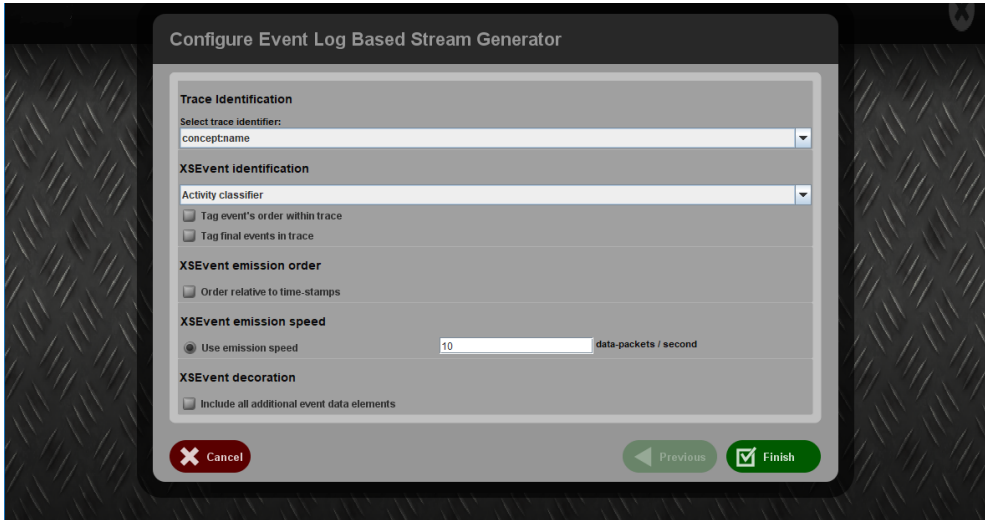 Configure Event Log Based Stream Generator
Trace Identification
Select trace identifier:
concept:name
XSEvent identification
Activity classifier
Tag event's order within trace
Tag final events in trace
XSEvent emission order
Order relative to time-stamps
XSEvent emission speed
Use emission speed 10 data-packets / second
XSEvent decoration
Include all additional event data elements
Cancel Previous Finish